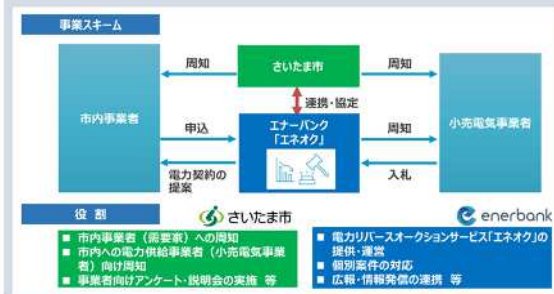 事業スキーム
周知
さいたま市
周知
市内事業者
連携・協定
小売電気事業者
申込
エナーバンク
「エネオク」
周知
電力契約の
提案
入札
役 割
さいたま市
enerbank
■ 市内事業者（需要家）への周知
■ 市内への電力供給事業者（小売電気事業
者）向け周知
■ 事業者向けアンケート・説明会の実施 等
■ 電力リバースオークションサービス「エネオク」の
提供・運営
■ 個別案件の対応
■ 広報・情報発信の連携 等